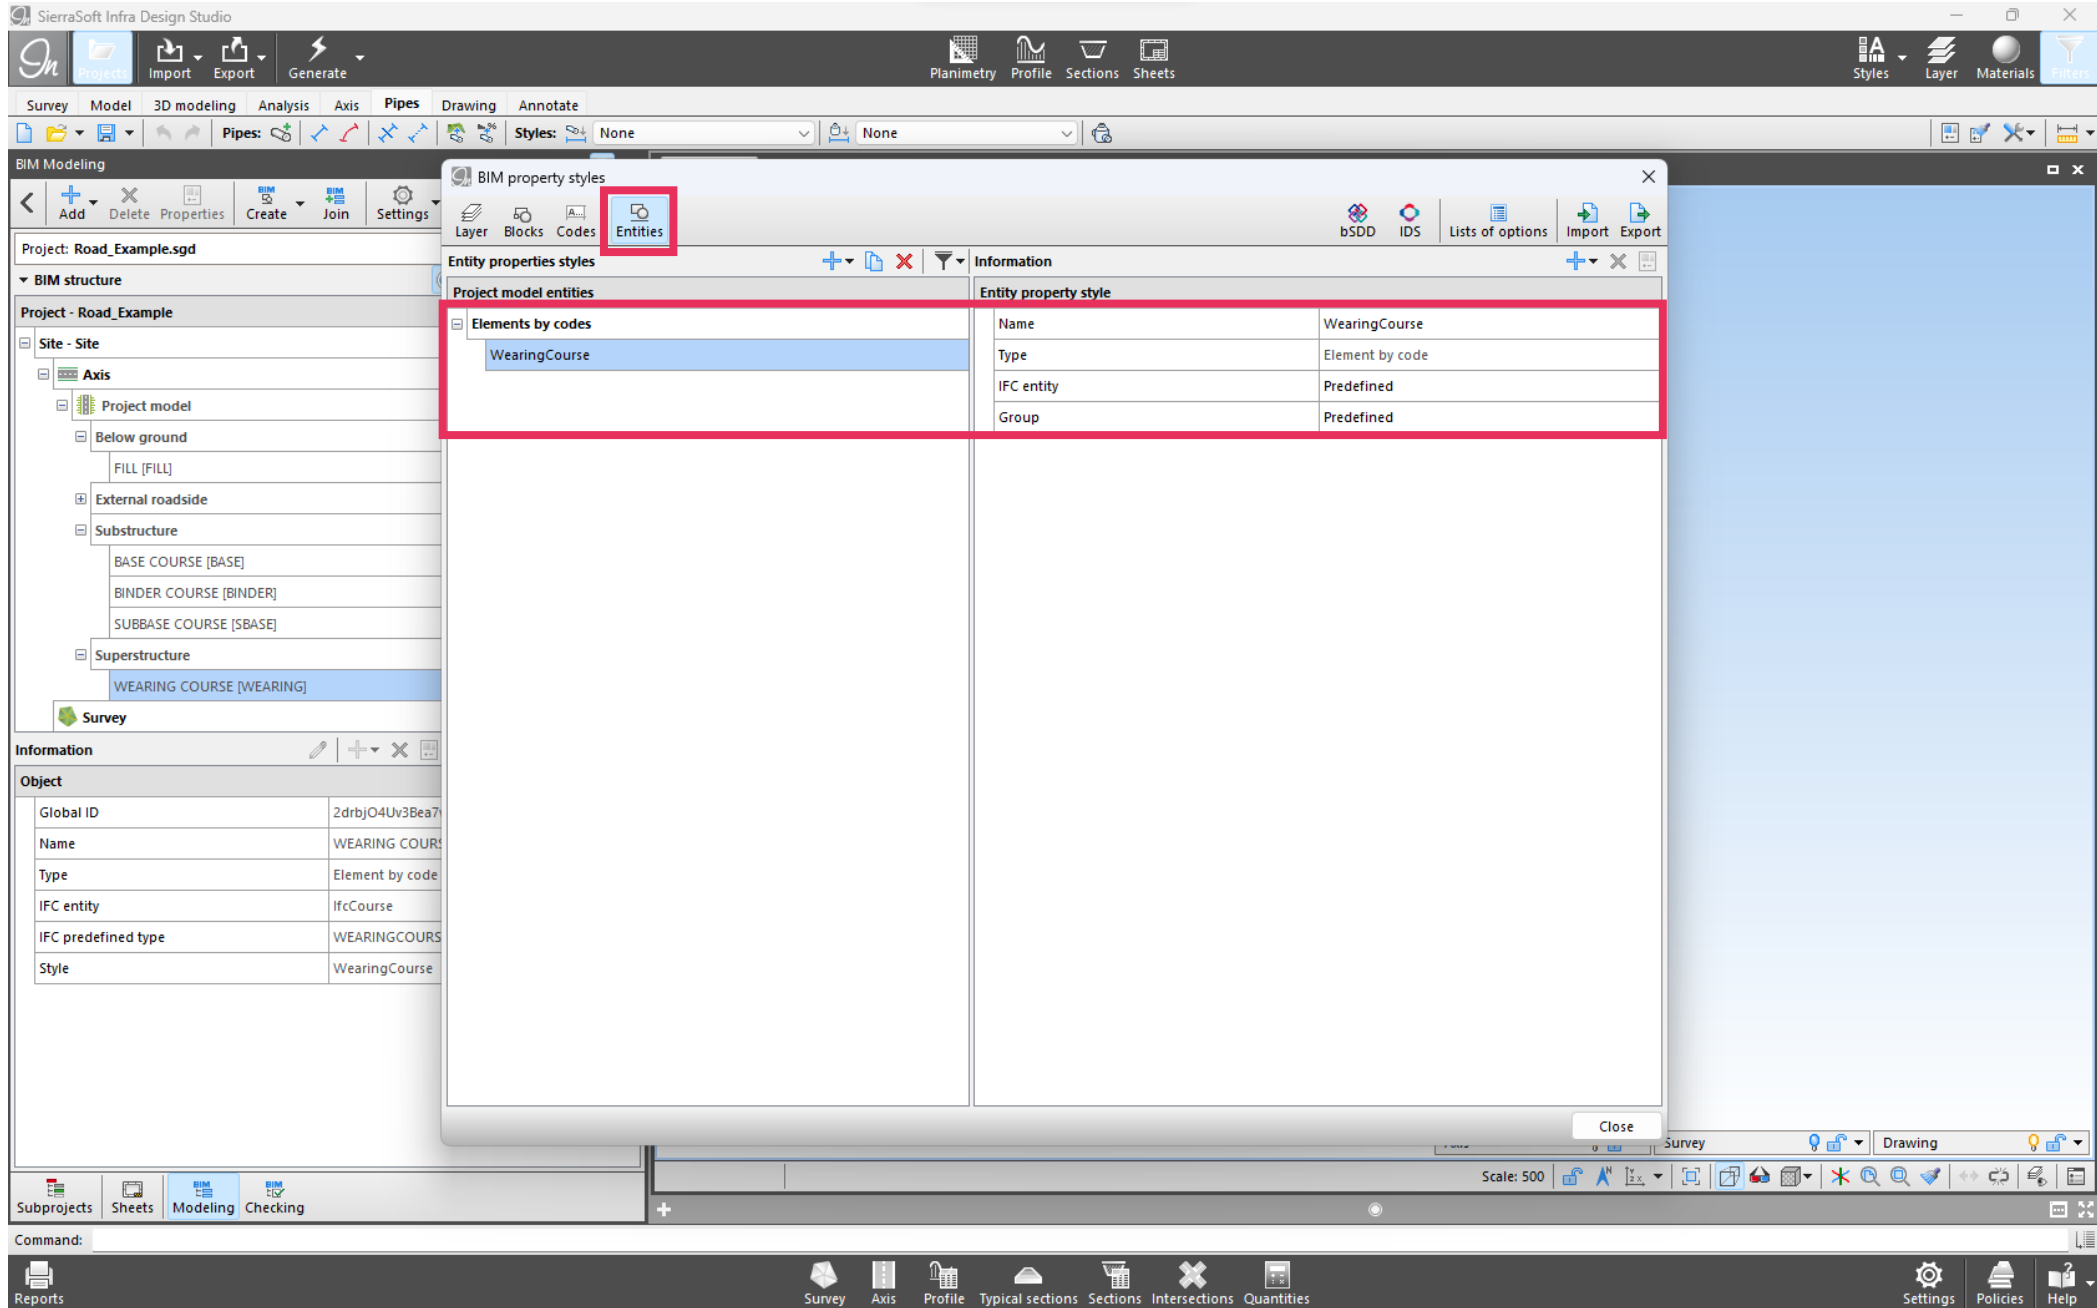 SierraSoft Infra Design Studio
Projects Import Export Generate Planimetry Profile Sections Sheets Styles Layer Materials Filters
Survey Model 3D modeling Analysis Axis Pipes Drawing Annotate
Pipes: Styles: None None
BIM Modeling
Add Delete Properties Create Join Settings
Project: Road_Example.sgd
BIM structure
Project - Road_Example
Site - Site
Axis
Project model
Below ground
FILL [FILL]
External roadside
Substructure
BASE COURSE [BASE]
BINDER COURSE [BINDER]
SUBBASE COURSE [SBASE]
Superstructure
WEARING COURSE [WEARING]
Survey
Information
Object
Global ID 2drbjO4Uv3Bea7
Name WEARING COURS
Type Element by code
IFC entity IfcCourse
IFC predefined type WEARINGCOURS
Style WearingCourse
BIM property styles
Layer Blocks Codes Entities bSDD IDS Lists of options Import Export
Entity properties styles Information
Project model entities Entity property style
Elements by codes
WearingCourse
Name WearingCourse
Type Element by code
IFC entity Predefined
Group Predefined
Close
Survey Drawing
Scale: 500
Subprojects Sheets Modeling Checking
Command:
Reports Survey Axis Profile Typical sections Sections Intersections Quantities Settings Policies Help